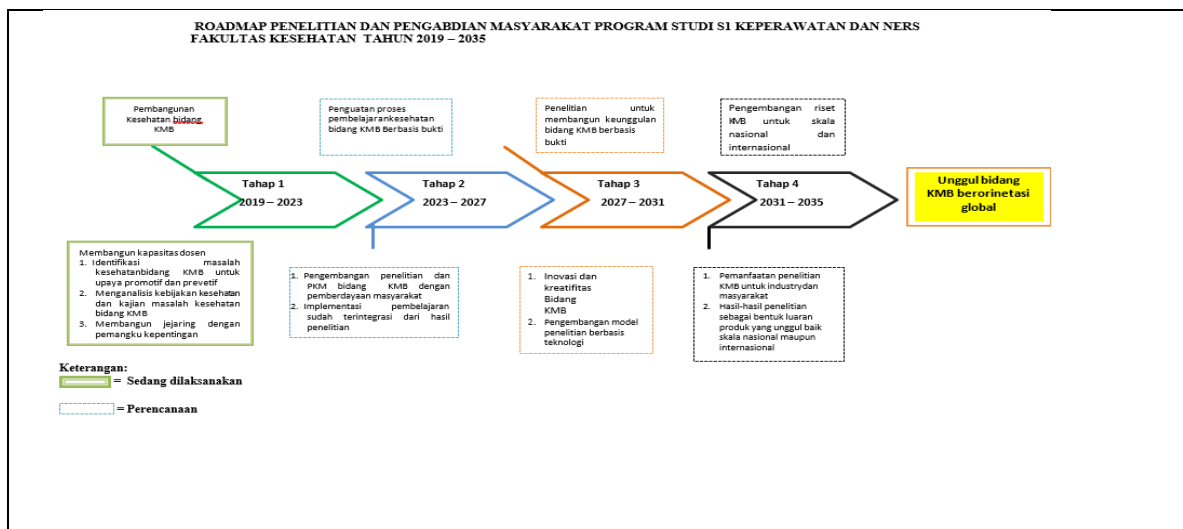 ROADMAP PENELITIAN DAN PENGABDIAN MASYARAKAT PROGRAM STUDI S1 KEPERAWATAN DAN NERS
FAKULTAS KESEHATAN TAHUN 2019 – 2035
Pembangunan
Kesehatan bidang
KMB
Penguatan proses
pembelajarankesehatan
bidang KMB Berbasis bukti
Penelitian untuk
membangun keunggulan
bidang KMB berbasis
bukti
Pengembangan riset
KMB untuk skala
nasional dan
internasional
Tahap 1
2019 – 2023
Tahap 2
2023 – 2027
Tahap 3
2027 – 2031
Tahap 4
2031 – 2035
Unggul bidang
KMB berorinetasi
global
Membangun kapasitas dosen
1. Identifikasi masalah
kesehatanbidang KMB untuk
upaya promotif dan prevetif
2. Menganalisis kebijakan kesehatan
dan kajian masalah kesehatan
bidang KMB
3. Membangun jejaring dengan
pemangku kepentingan
1. Pengembangan penelitian dan
PKM bidang KMB dengan
pemberdayaan masyarakat
2. Implementasi pembelajaran
sudah terintegrasi dari hasil
penelitian
1. Inovasi dan
kreatifitas
Bidang
KMB
2. Pengembangan model
penelitian berbasis
teknologi
1. Pemanfaatan penelitian
KMB untuk industrydan
masyarakat
2. Hasil-hasil penelitian
sebagai bentuk luaran
produk yang unggul baik
skala nasional maupun
internasional
Keterangan:
= Sedang dilaksanakan
= Perencanaan